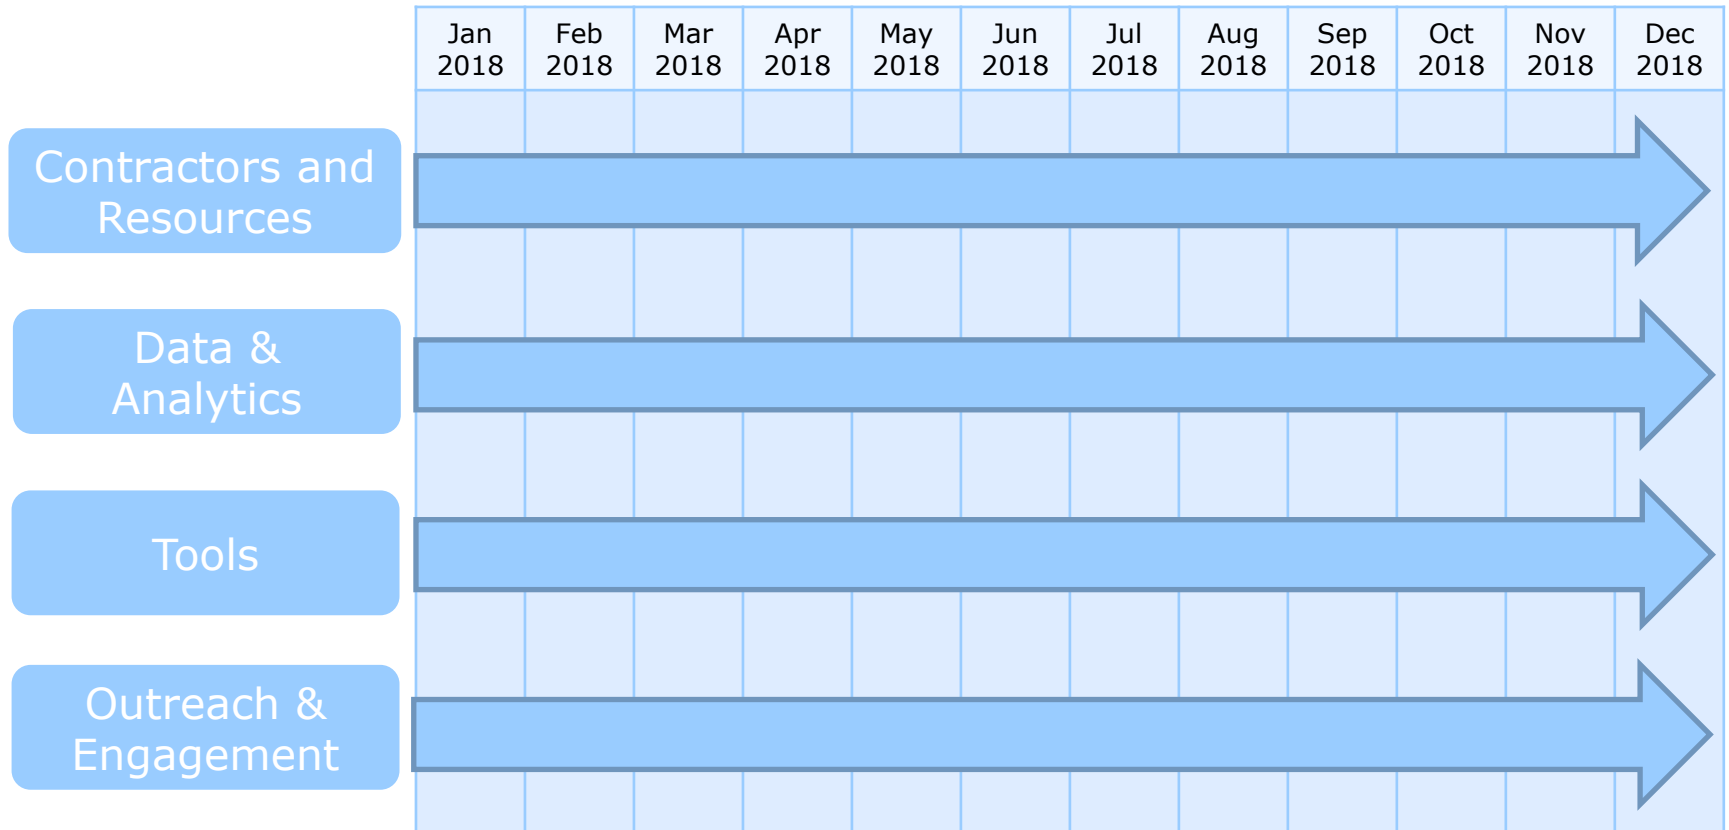 Jan Feb Mar Apr May Jun Jul Aug Sep Oct Nov Dec
2018 2018 2018 2018 2018 2018 2018 2018 2018 2018 2018 2018
Contractors and
Resources
Data &
Analytics
Tools
Outreach &
Engagement